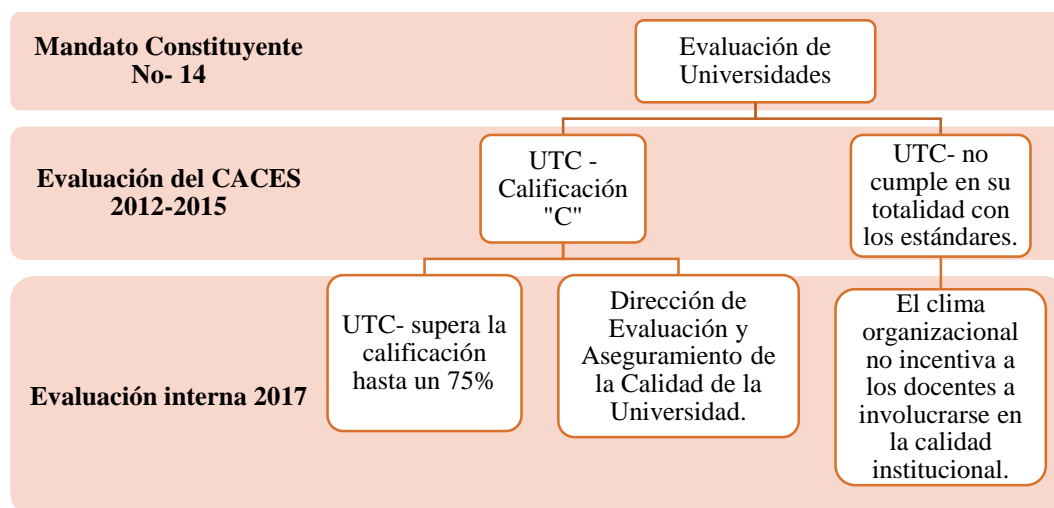 Mandato Constituyente
No- 14
Evaluación de
Universidades
Evaluación del CACES
2012-2015
UTC -
Calificación
"C"
UTC- no
cumple en su
totalidad con
los estándares.
Evaluación interna 2017
UTC- supera la
calificación
hasta un 75%
Dirección de
Evaluación y
Aseguramiento de
la Calidad de la
Universidad.
El clima
organizacional
no incentiva a
los docentes a
involucrarse en
la calidad
institucional.